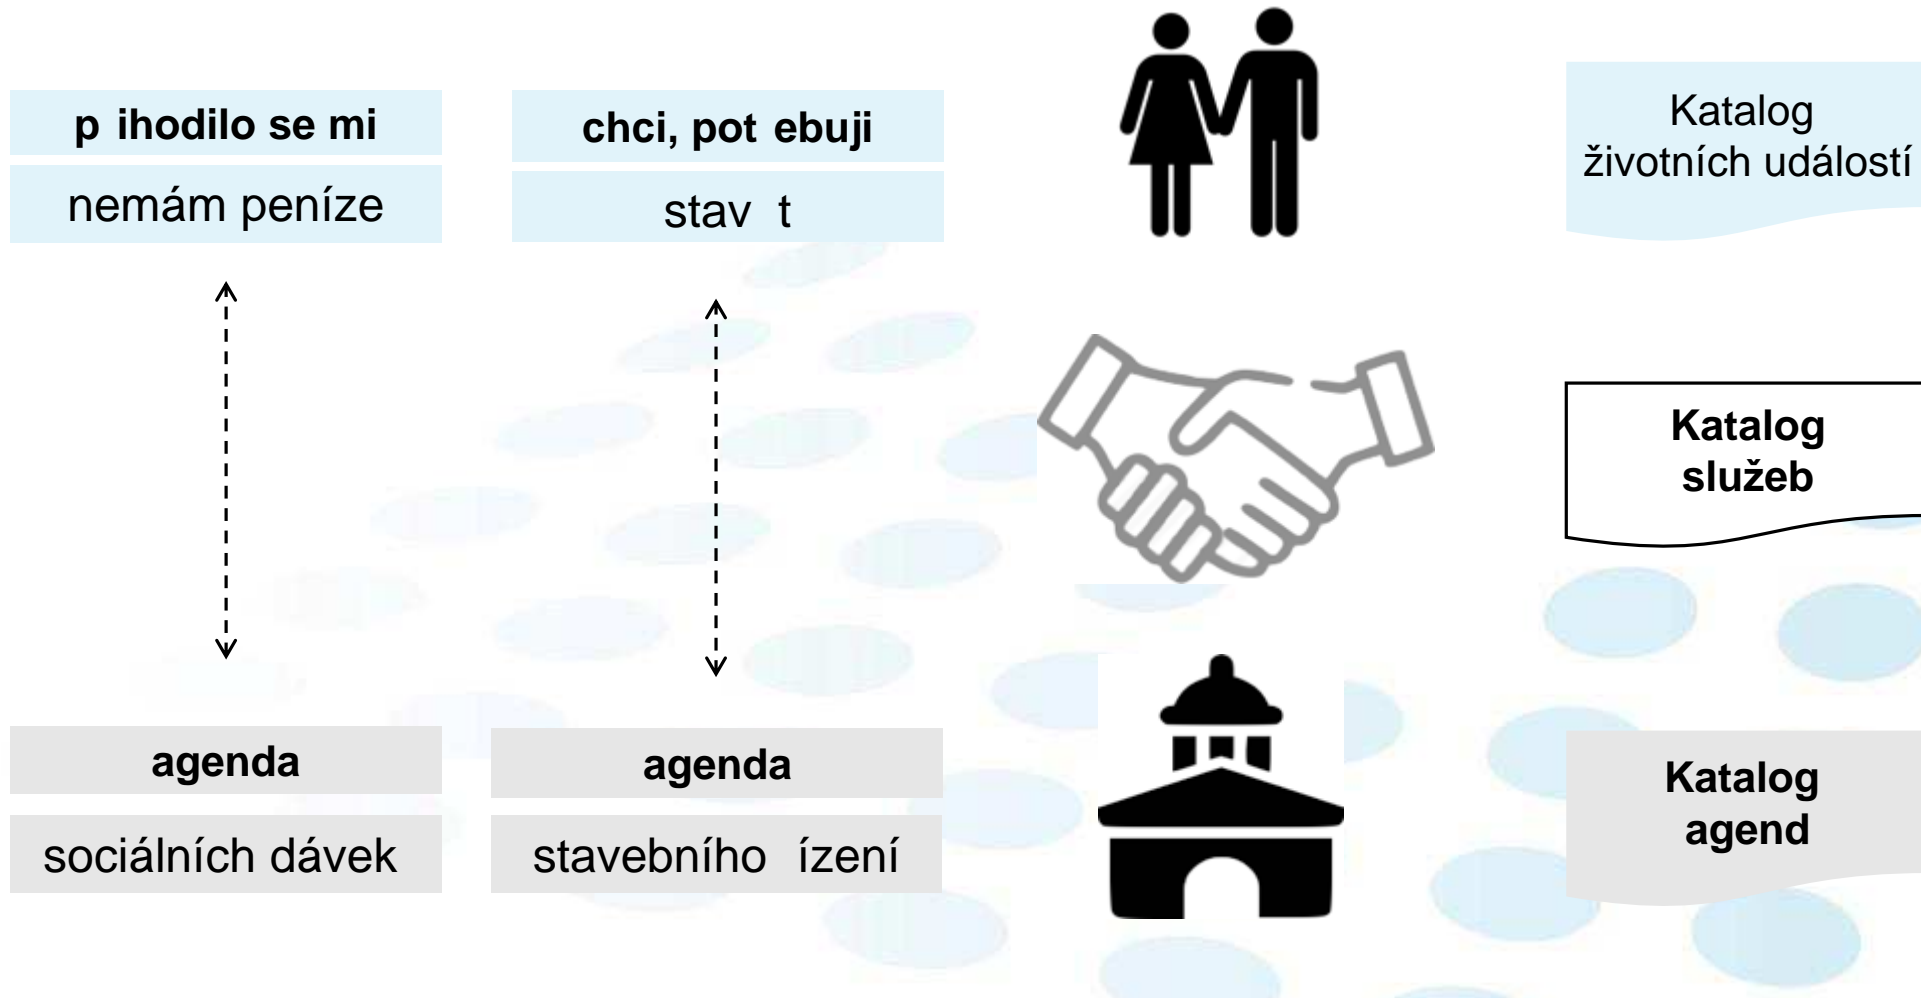 p ihodilo se mi
nemám peníze
chci, pot ebuji
stav t
Katalog
životních událostí
Katalog
služeb
agenda
sociálních dávek
agenda
stavebního ízení
Katalog
agend